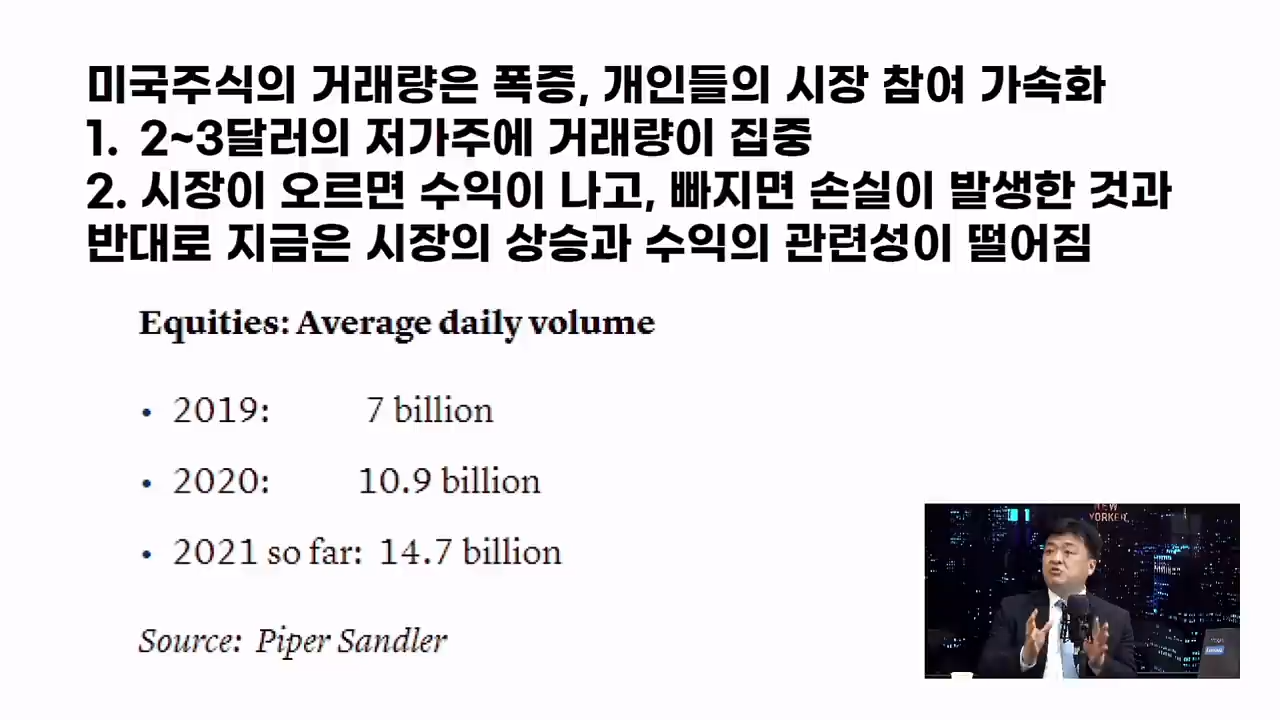 미국주식의 거래량은 폭증, 개인들의 시장 참여 가속화
1. 2~3달러의 저가주에 거래량이 집중
2. 시장이 오르면 수익이 나고, 빠지면 손실이 발생한 것과
반대로 지금은 시장의 상승과 수익의 관련성이 떨어짐
Equities: Average daily volume
• 2019: 7 billion
• 2020: 10.9 billion
• 2021 so far: 14.7 billion
Source: Piper Sandler
NEW
YORKER